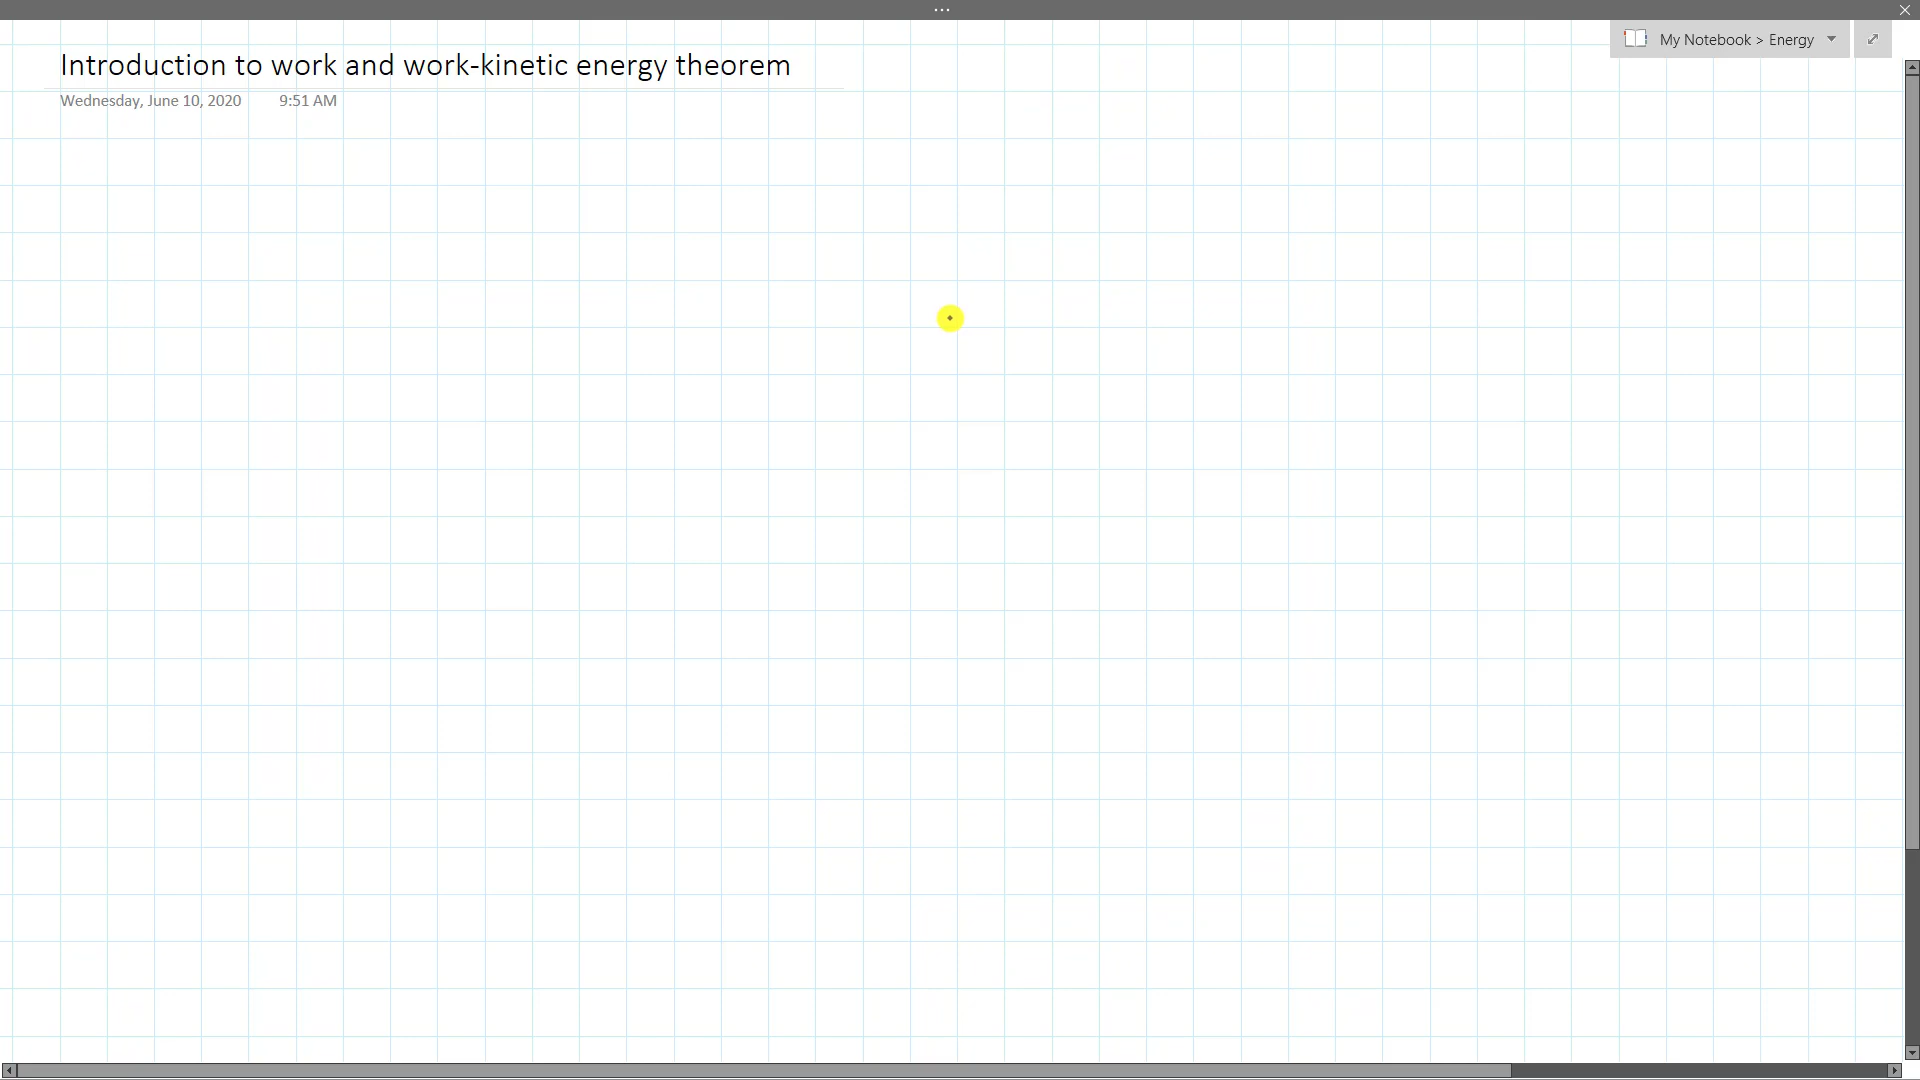 My Notebook > Energy
Introduction to work and work-kinetic energy theorem
Wednesday, June 10, 2020 9:51 AM